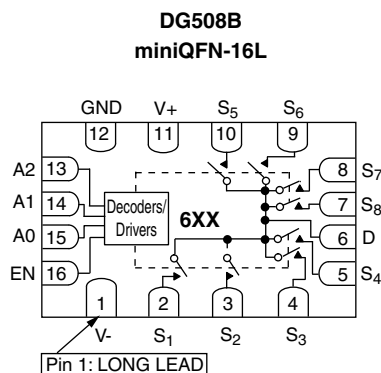 DG508B
miniQFN-16L
GND V+ S5 S6
12 11 10 9
A2 13 8 S7
A1 14 Decoders/ 7 S8
A0 15 Drivers 6XX 6 D
EN 16 5 S4
1 2 3 4
V- S1 S2 S3
Pin 1: LONG LEAD